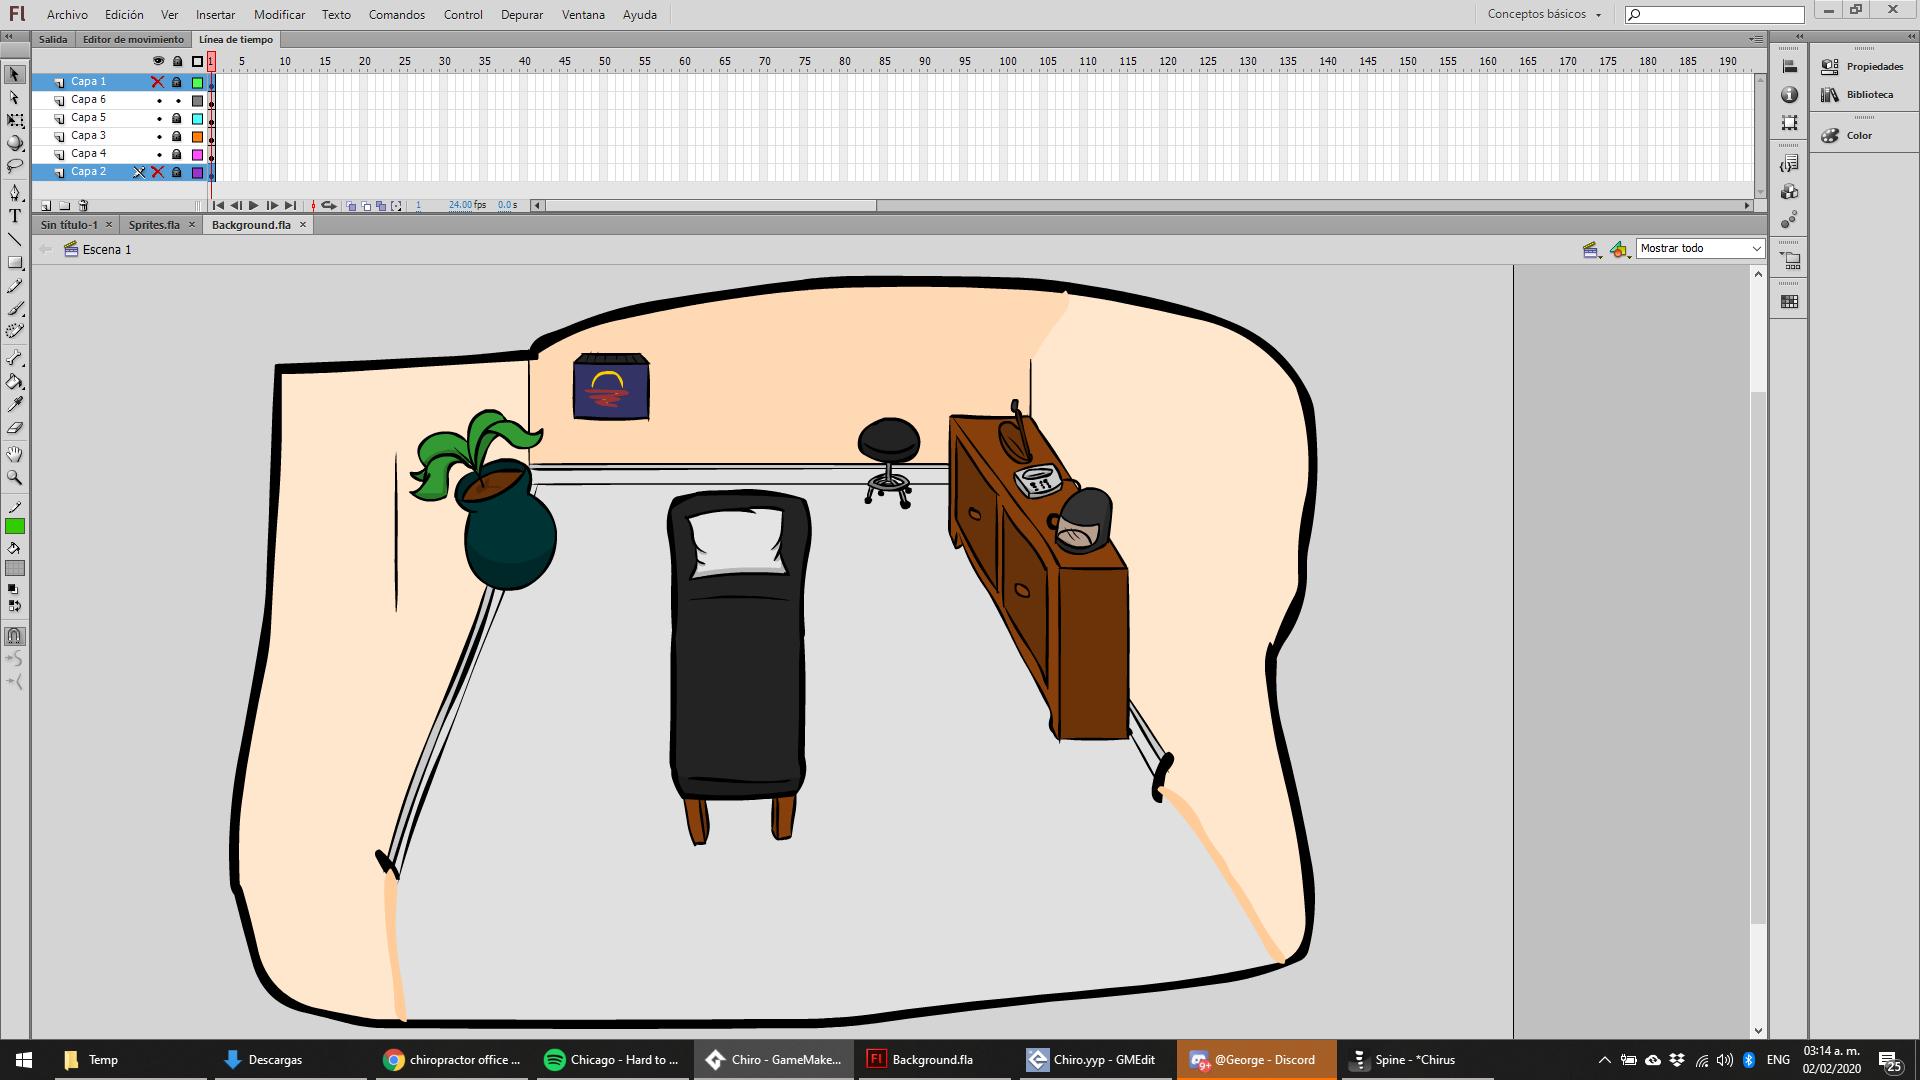 Fl Archivo Edición Ver Insertar Modificar Texto Comandos Control Depurar Ventana Ayuda Conceptos básicos
Salida Editor de movimiento Línea de tiempo
1 5 10 15 20 25 30 35 40 45 50 55 60 65 70 75 80 85 90 95 100 105 110 115 120 125 130 135 140 145 150 155 160 165 170 175 180 185 190
Capa 1
Capa 6
Capa 5
Capa 3
Capa 4
Capa 2
1 24.00 fps 0.0 s
Sin título-1 Sprites.fla Background.fla
Escena 1 Mostrar todo
Propiedades
Biblioteca
Color
T
Temp Descargas chiropractor office ... Chicago - Hard to ... Chiro - GameMake... Fl Background.fla Chiro.yyp - GMEdit 9+ @George - Discord Spine - *Chirus ENG 03:14 a. m. 25
02/02/2020